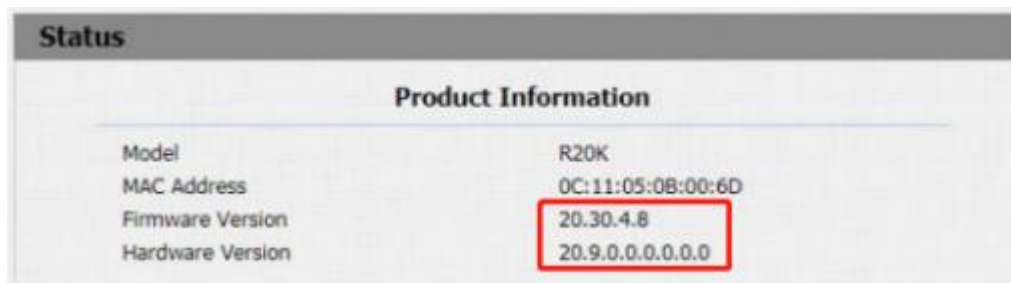 Status
Product Information
Model R20K
MAC Address 0C:11:05:0B:00:6D
Firmware Version 20.30.4.8
Hardware Version 20.9.0.0.0.0.0.0